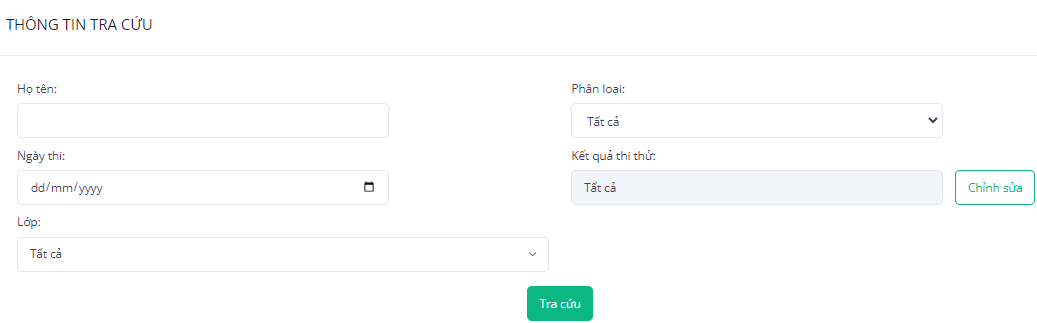 THÔNG TIN TRA CỨU
Họ tên:
Phân loại:
Tất cả
Ngày thi:
Kết quả thi thử:
dd/mm/yyyy
Tất cả
Chỉnh sửa
Lớp:
Tất cả
Tra cứu